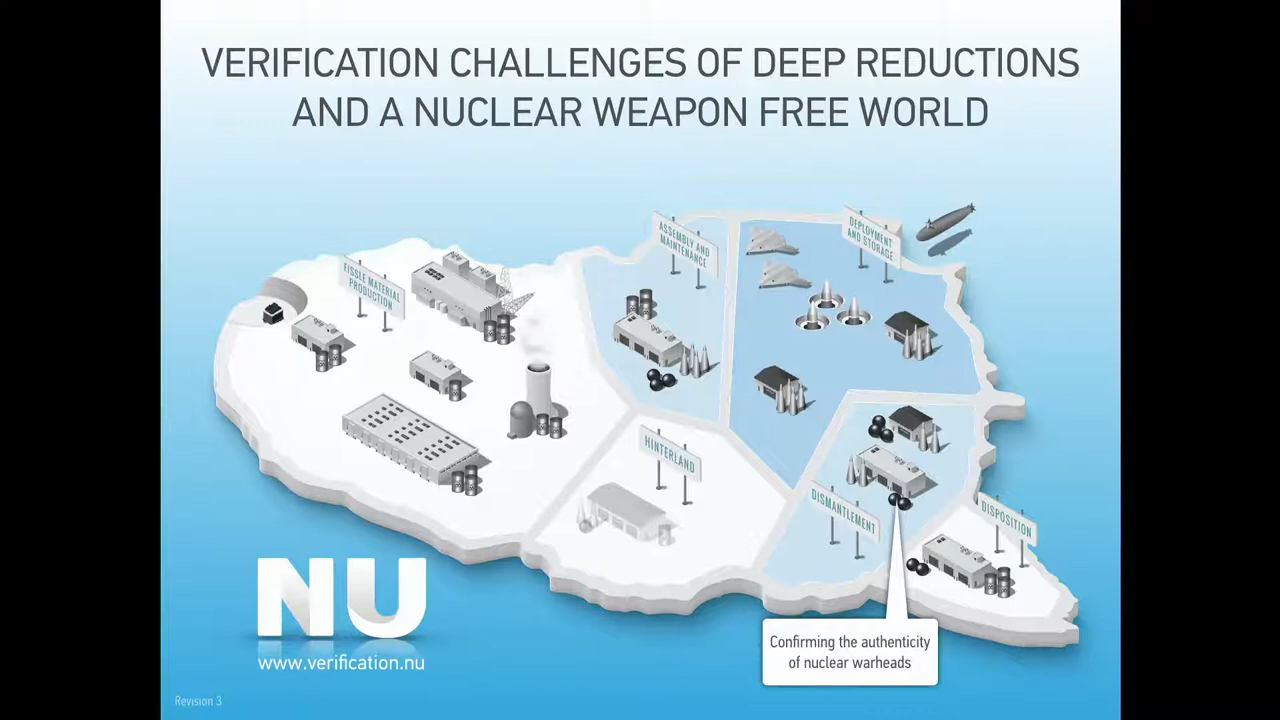 VERIFICATION CHALLENGES OF DEEP REDUCTIONS
AND A NUCLEAR WEAPON FREE WORLD
FISSLE MATERIAL
PRODUCTION
ASSEMBLY AND
MAINTENANCE
DEPLOYMENT
AND STORAGE
HINTERLAND
DISMANTLEMENT
DISPOSITION
Confirming the authenticity
of nuclear warheads
NU
www.verification.nu
Revision 3